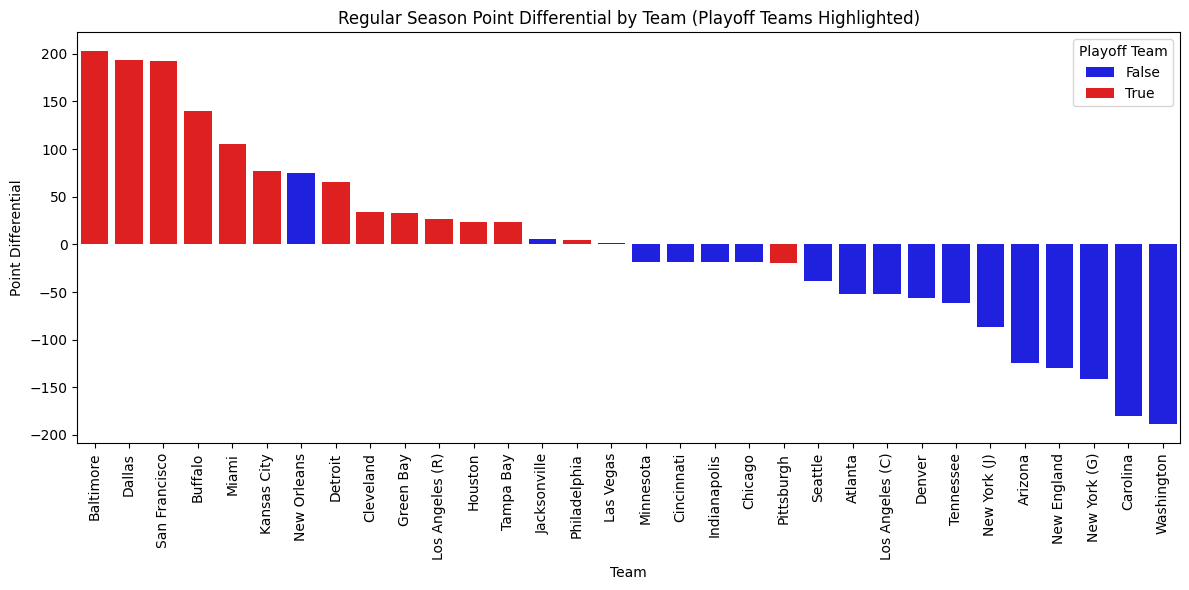 Regular Season Point Differential by Team (Playoff Teams Highlighted)
Playoff Team
False
True
Point Differential
200
150
100
50
0
−50
−100
−150
−200
Baltimore
Dallas
San Francisco
Buffalo
Miami
Kansas City
New Orleans
Detroit
Cleveland
Green Bay
Los Angeles (R)
Houston
Tampa Bay
Jacksonville
Philadelphia
Las Vegas
Minnesota
Cincinnati
Indianapolis
Chicago
Pittsburgh
Seattle
Atlanta
Los Angeles (C)
Denver
Tennessee
New York (J)
Arizona
New England
New York (G)
Carolina
Washington
Team